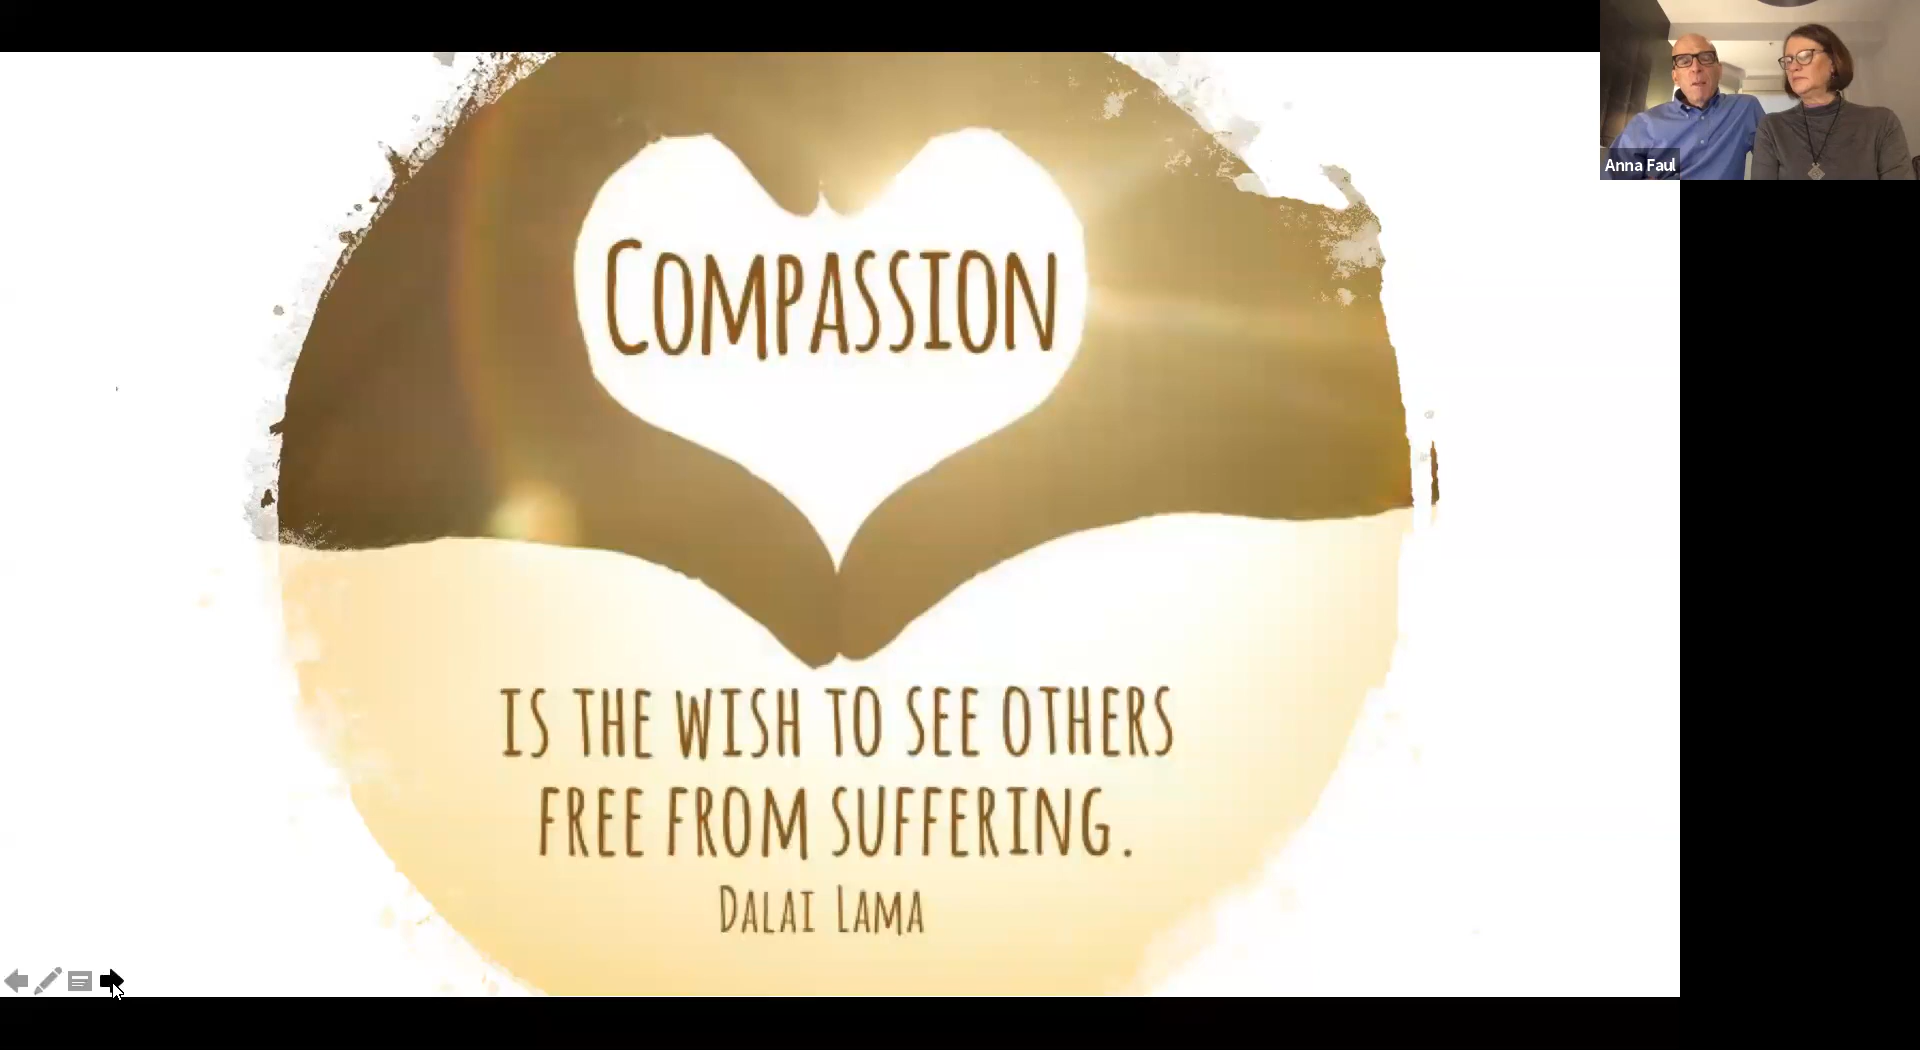 Anna Faul
COMPASSION
IS THE WISH TO SEE OTHERS
FREE FROM SUFFERING.
DALAI LAMA